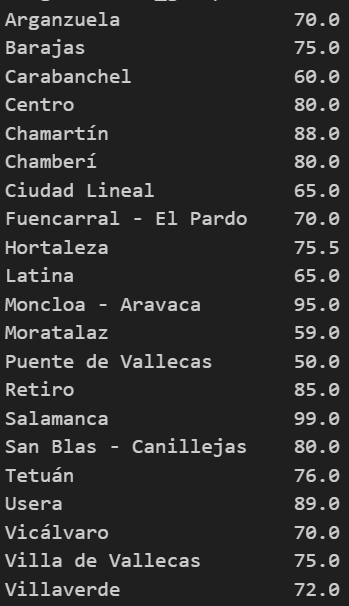 Arganzuela 70.0
Barajas 75.0
Carabanchel 60.0
Centro 80.0
Chamartín 88.0
Chamberí 80.0
Ciudad Lineal 65.0
Fuencarral - El Pardo 70.0
Hortaleza 75.5
Latina 65.0
Moncloa - Aravaca 95.0
Moratalaz 59.0
Puente de Vallecas 50.0
Retiro 85.0
Salamanca 99.0
San Blas - Canillejas 80.0
Tetuán 76.0
Usera 89.0
Vicálvaro 70.0
Villa de Vallecas 75.0
Villaverde 72.0